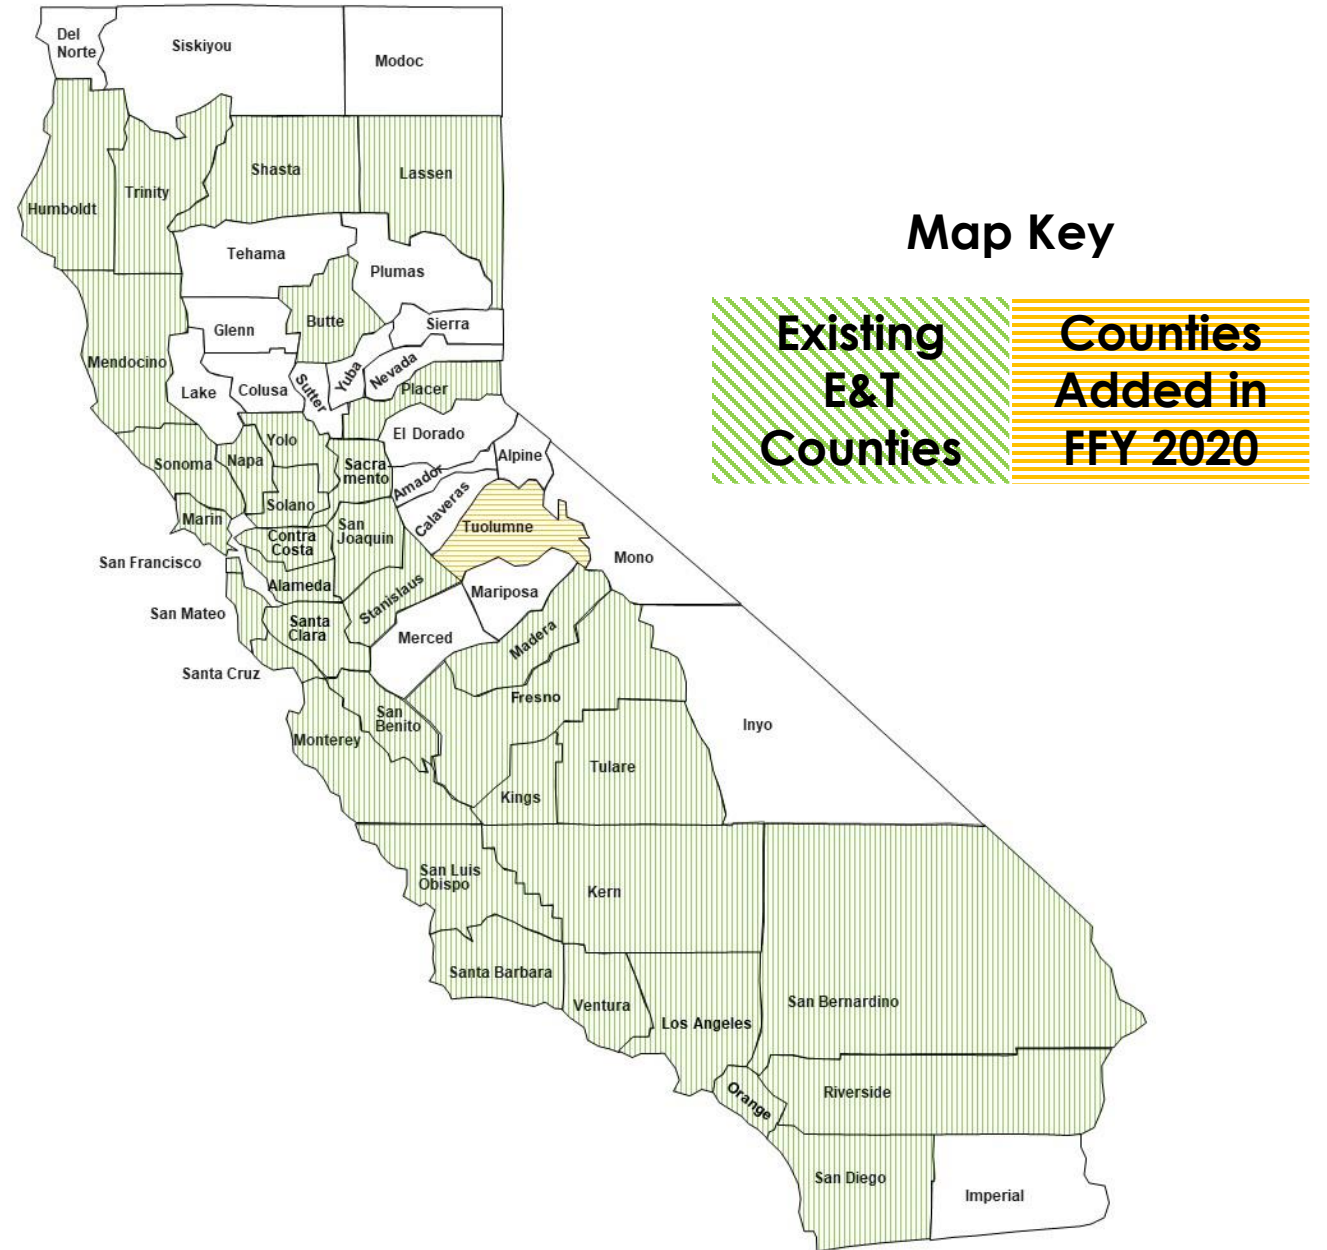 Del
Norte
Siskiyou
Modoc
Shasta
Lassen
Trinity
Humboldt
Map Key
Tehama
Plumas
Existing
E&T
Counties
Counties
Added in
FFY 2020
Glenn
Butte
Sierra
Mendocino
Lake
Colusa
Sutter
Yuba
Nevada
Placer
El Dorado
Yolo
Sonoma
Napa
Sacra-
mento
Amador
Alpine
Solano
Calaveras
Marin
Contra
Costa
San
Joaquin
Tuolumne
Mono
San Francisco
Alameda
Stanislaus
Mariposa
San Mateo
Santa
Clara
Merced
Madera
Santa Cruz
Fresno
San
Benito
Inyo
Monterey
Tulare
Kings
San Luis
Obispo
Kern
Santa Barbara
Ventura
Los Angeles
San Bernardino
Orange
Riverside
San Diego
Imperial